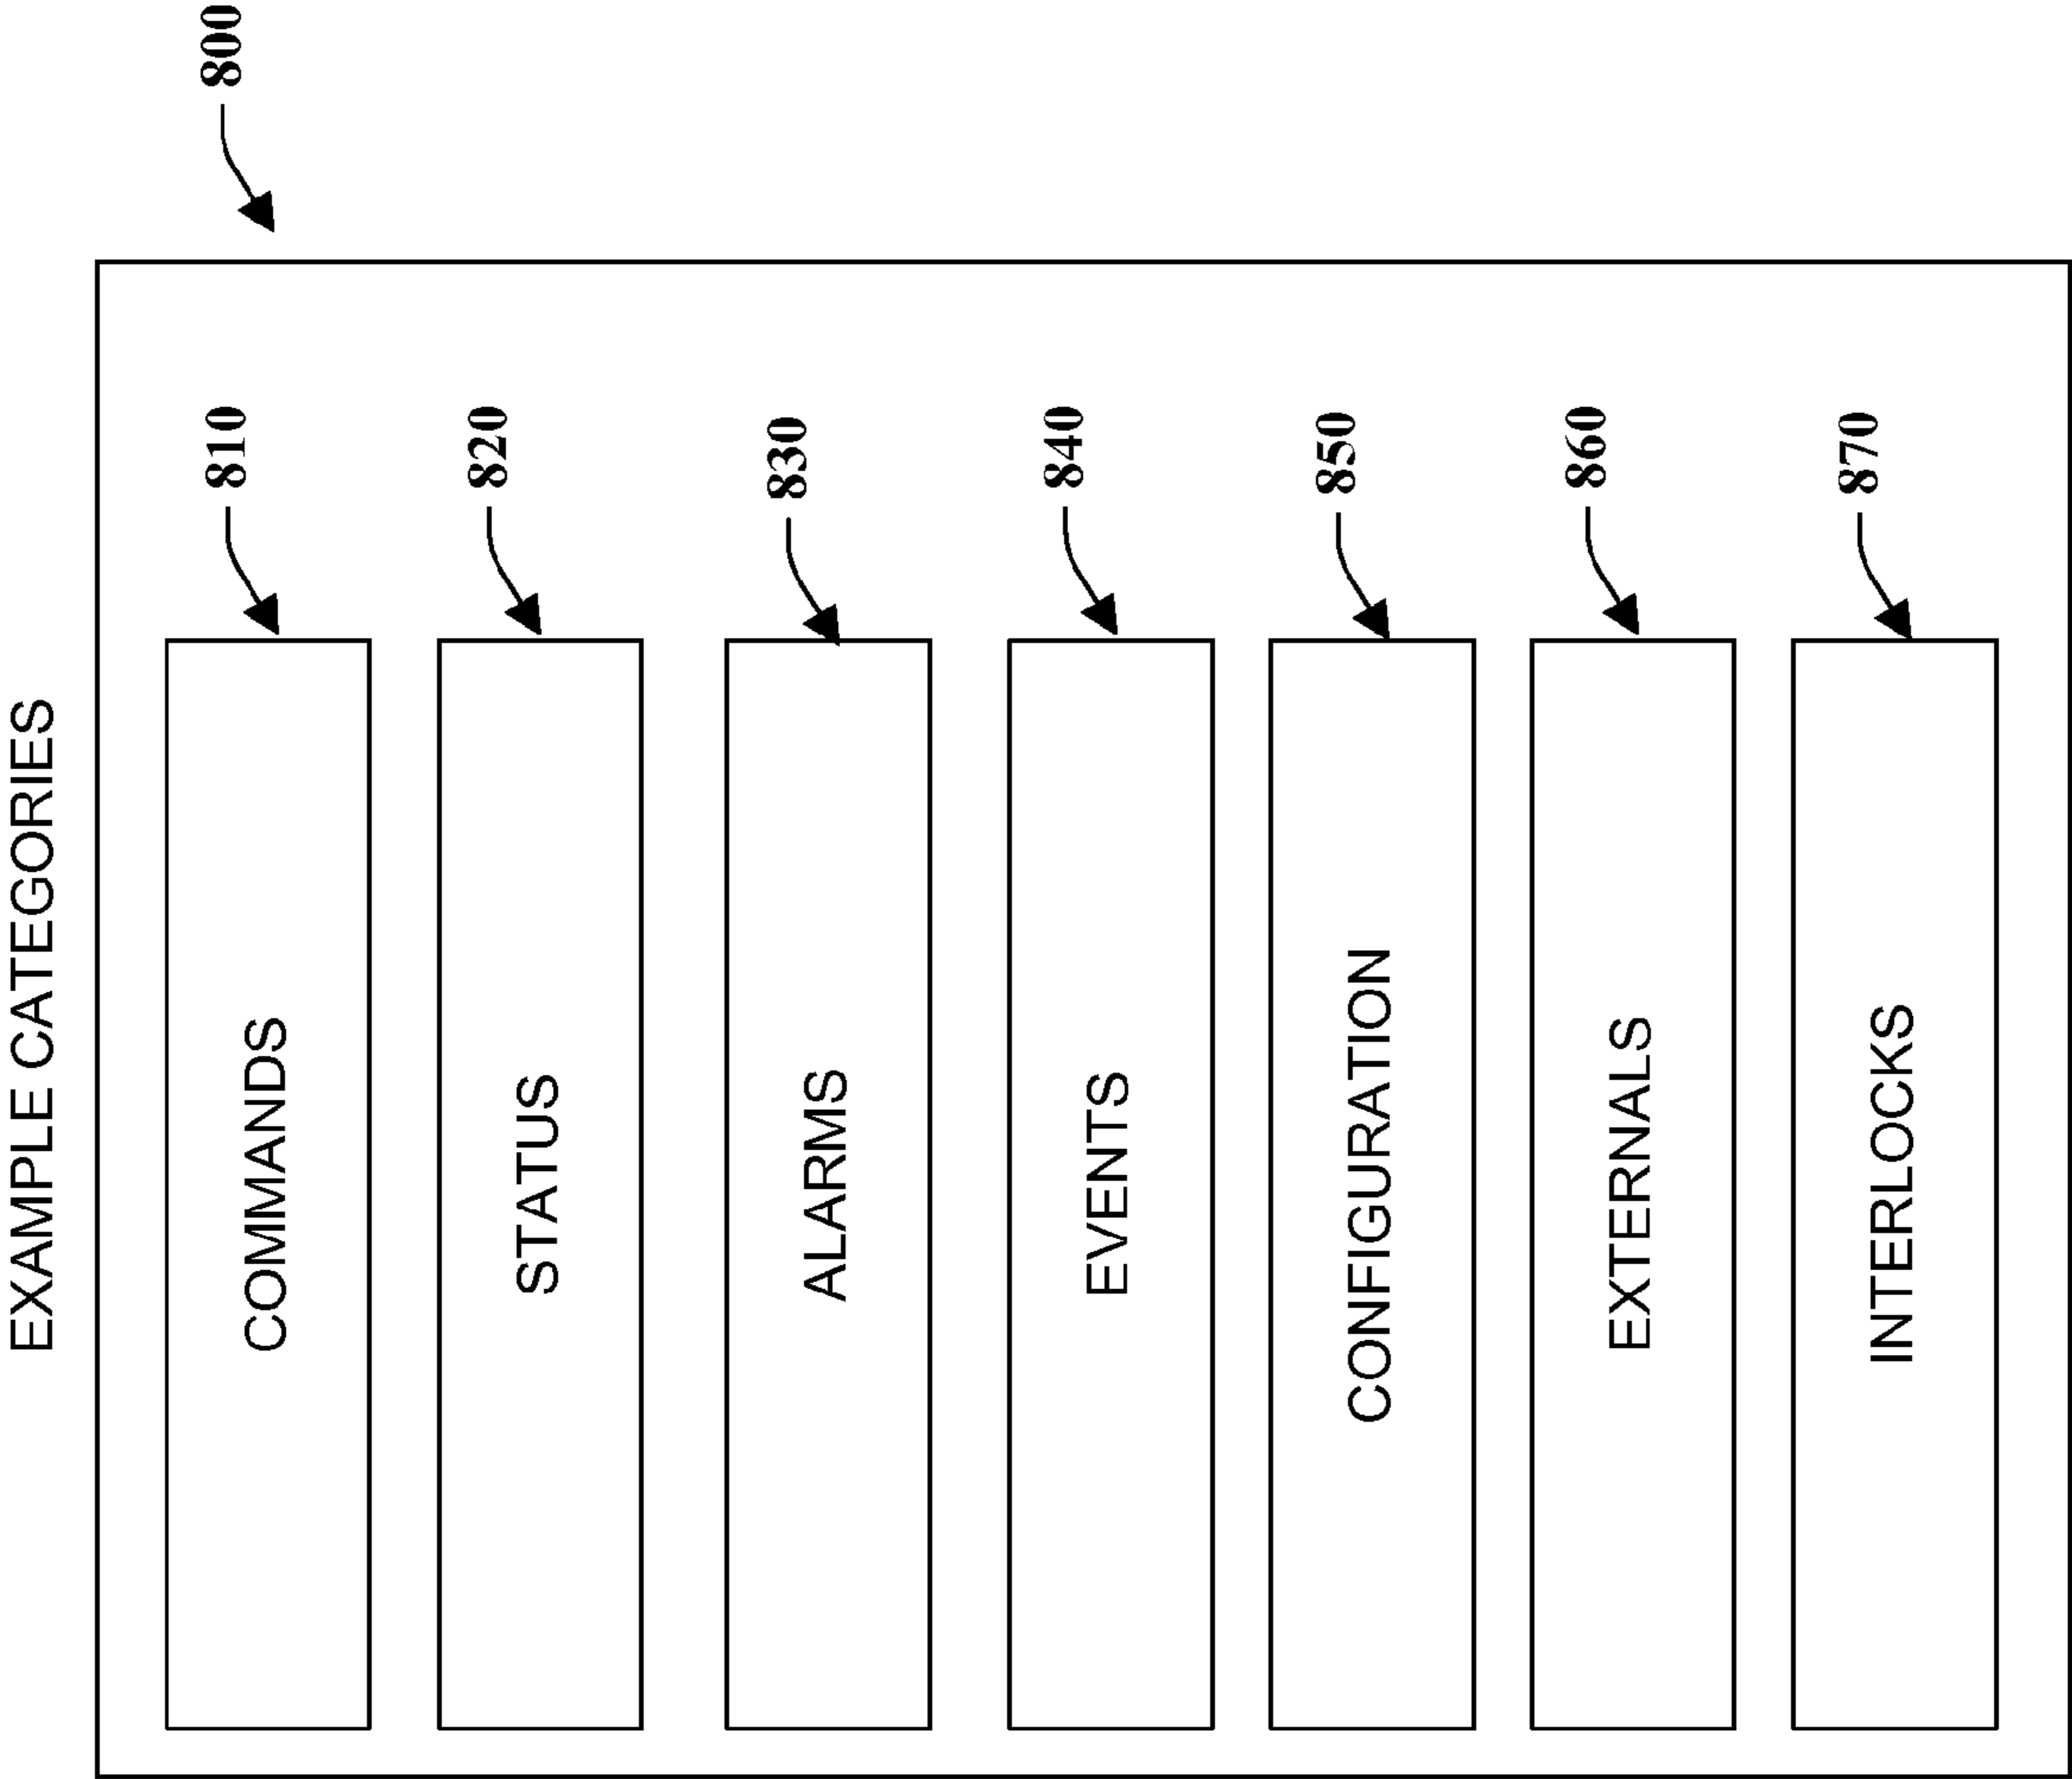 EXAMPLE CATEGORIES
800
COMMANDS
810
STATUS
820
ALARMS
830
EVENTS
840
CONFIGURATION
850
EXTERNALS
860
INTERLOCKS
870